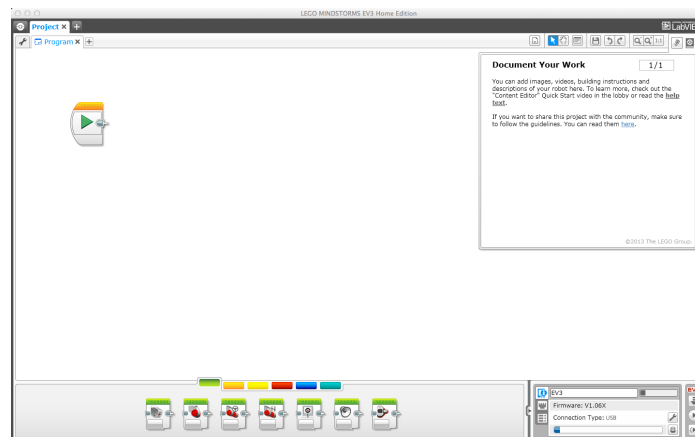 LEGO MINDSTORMS EV3 Home Edition
Project
LabVIE
Program
1:1
Document Your Work
1/1
You can add images, videos, building instructions and
descriptions of your robot here. To learn more, check out the
"Content Editor" Quick Start video in the lobby or read the help
text.
If you want to share this project with the community, make sure
to follow the guidelines. You can read them here.
©2013 The LEGO Group.
EV3
EV
Firmware: V1.06X
Connection Type: USB